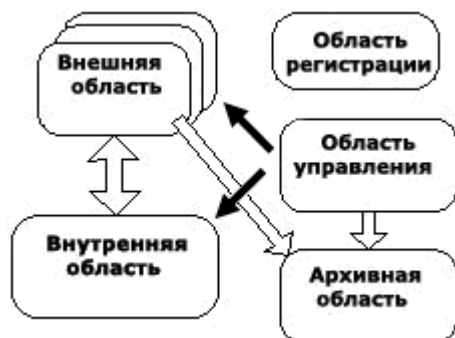 Внешняя
область
Область
регистрации
Область
управления
Внутренняя
область
Архивная
область